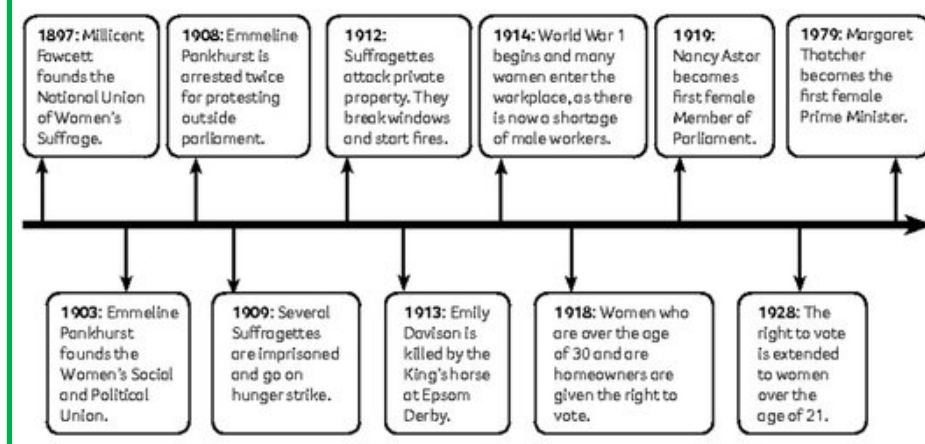 1897: Millicent
Fawcett
founds the
National Union
of Women's
Suffrage.
1908: Emmeline
Pankhurst is
arrested twice
for protesting
outside
parliament.
1912:
Suffragettes
attack private
property. They
break windows
and start fires.
1914: World War 1
begins and many
women enter the
workplace, as there
is now a shortage
of male workers.
1919:
Nancy Astor
becomes
first female
Member of
Parliament.
1979: Margaret
Thatcher
becomes the
first female
Prime Minister.
1903: Emmeline
Pankhurst
founds the
Women's Social
and Political
Union.
1909: Several
Suffragettes
are imprisoned
and go on
hunger strike.
1913: Emily
Davison is
killed by the
King's horse
at Epsom
Derby.
1918: Women who
are over the age
of 30 and are
homeowners are
given the right to
vote.
1928: The
right to vote
is extended
to women
over the
age of 21.